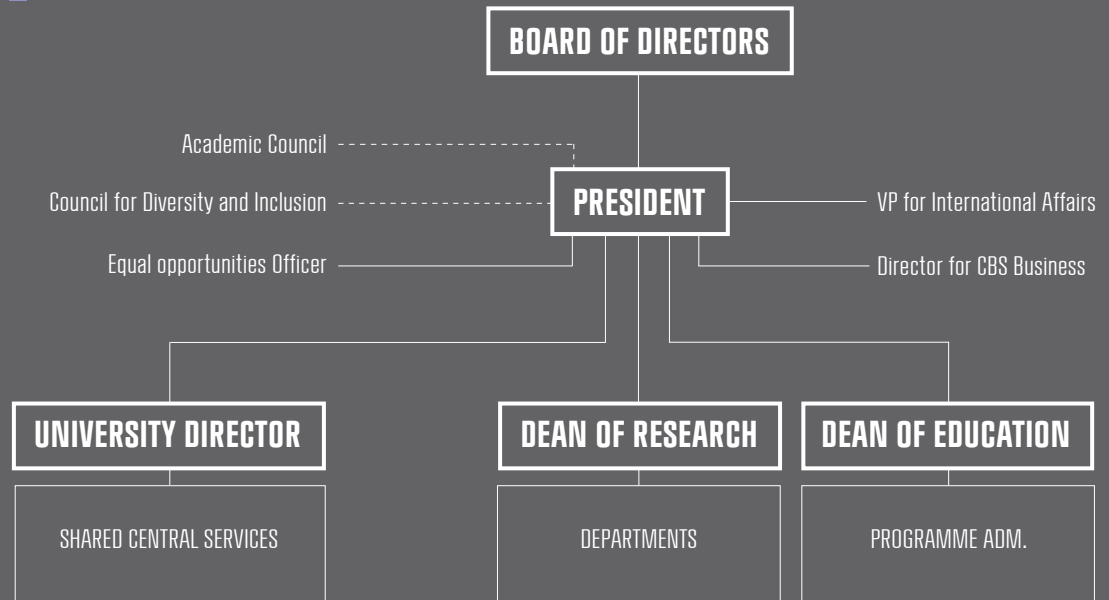 BOARD OF DIRECTORS
Academic Council
Council for Diversity and Inclusion
PRESIDENT
VP for International Affairs
Equal opportunities Officer
Director for CBS Business
UNIVERSITY DIRECTOR
DEAN OF RESEARCH
DEAN OF EDUCATION
SHARED CENTRAL SERVICES
DEPARTMENTS
PROGRAMME ADM.